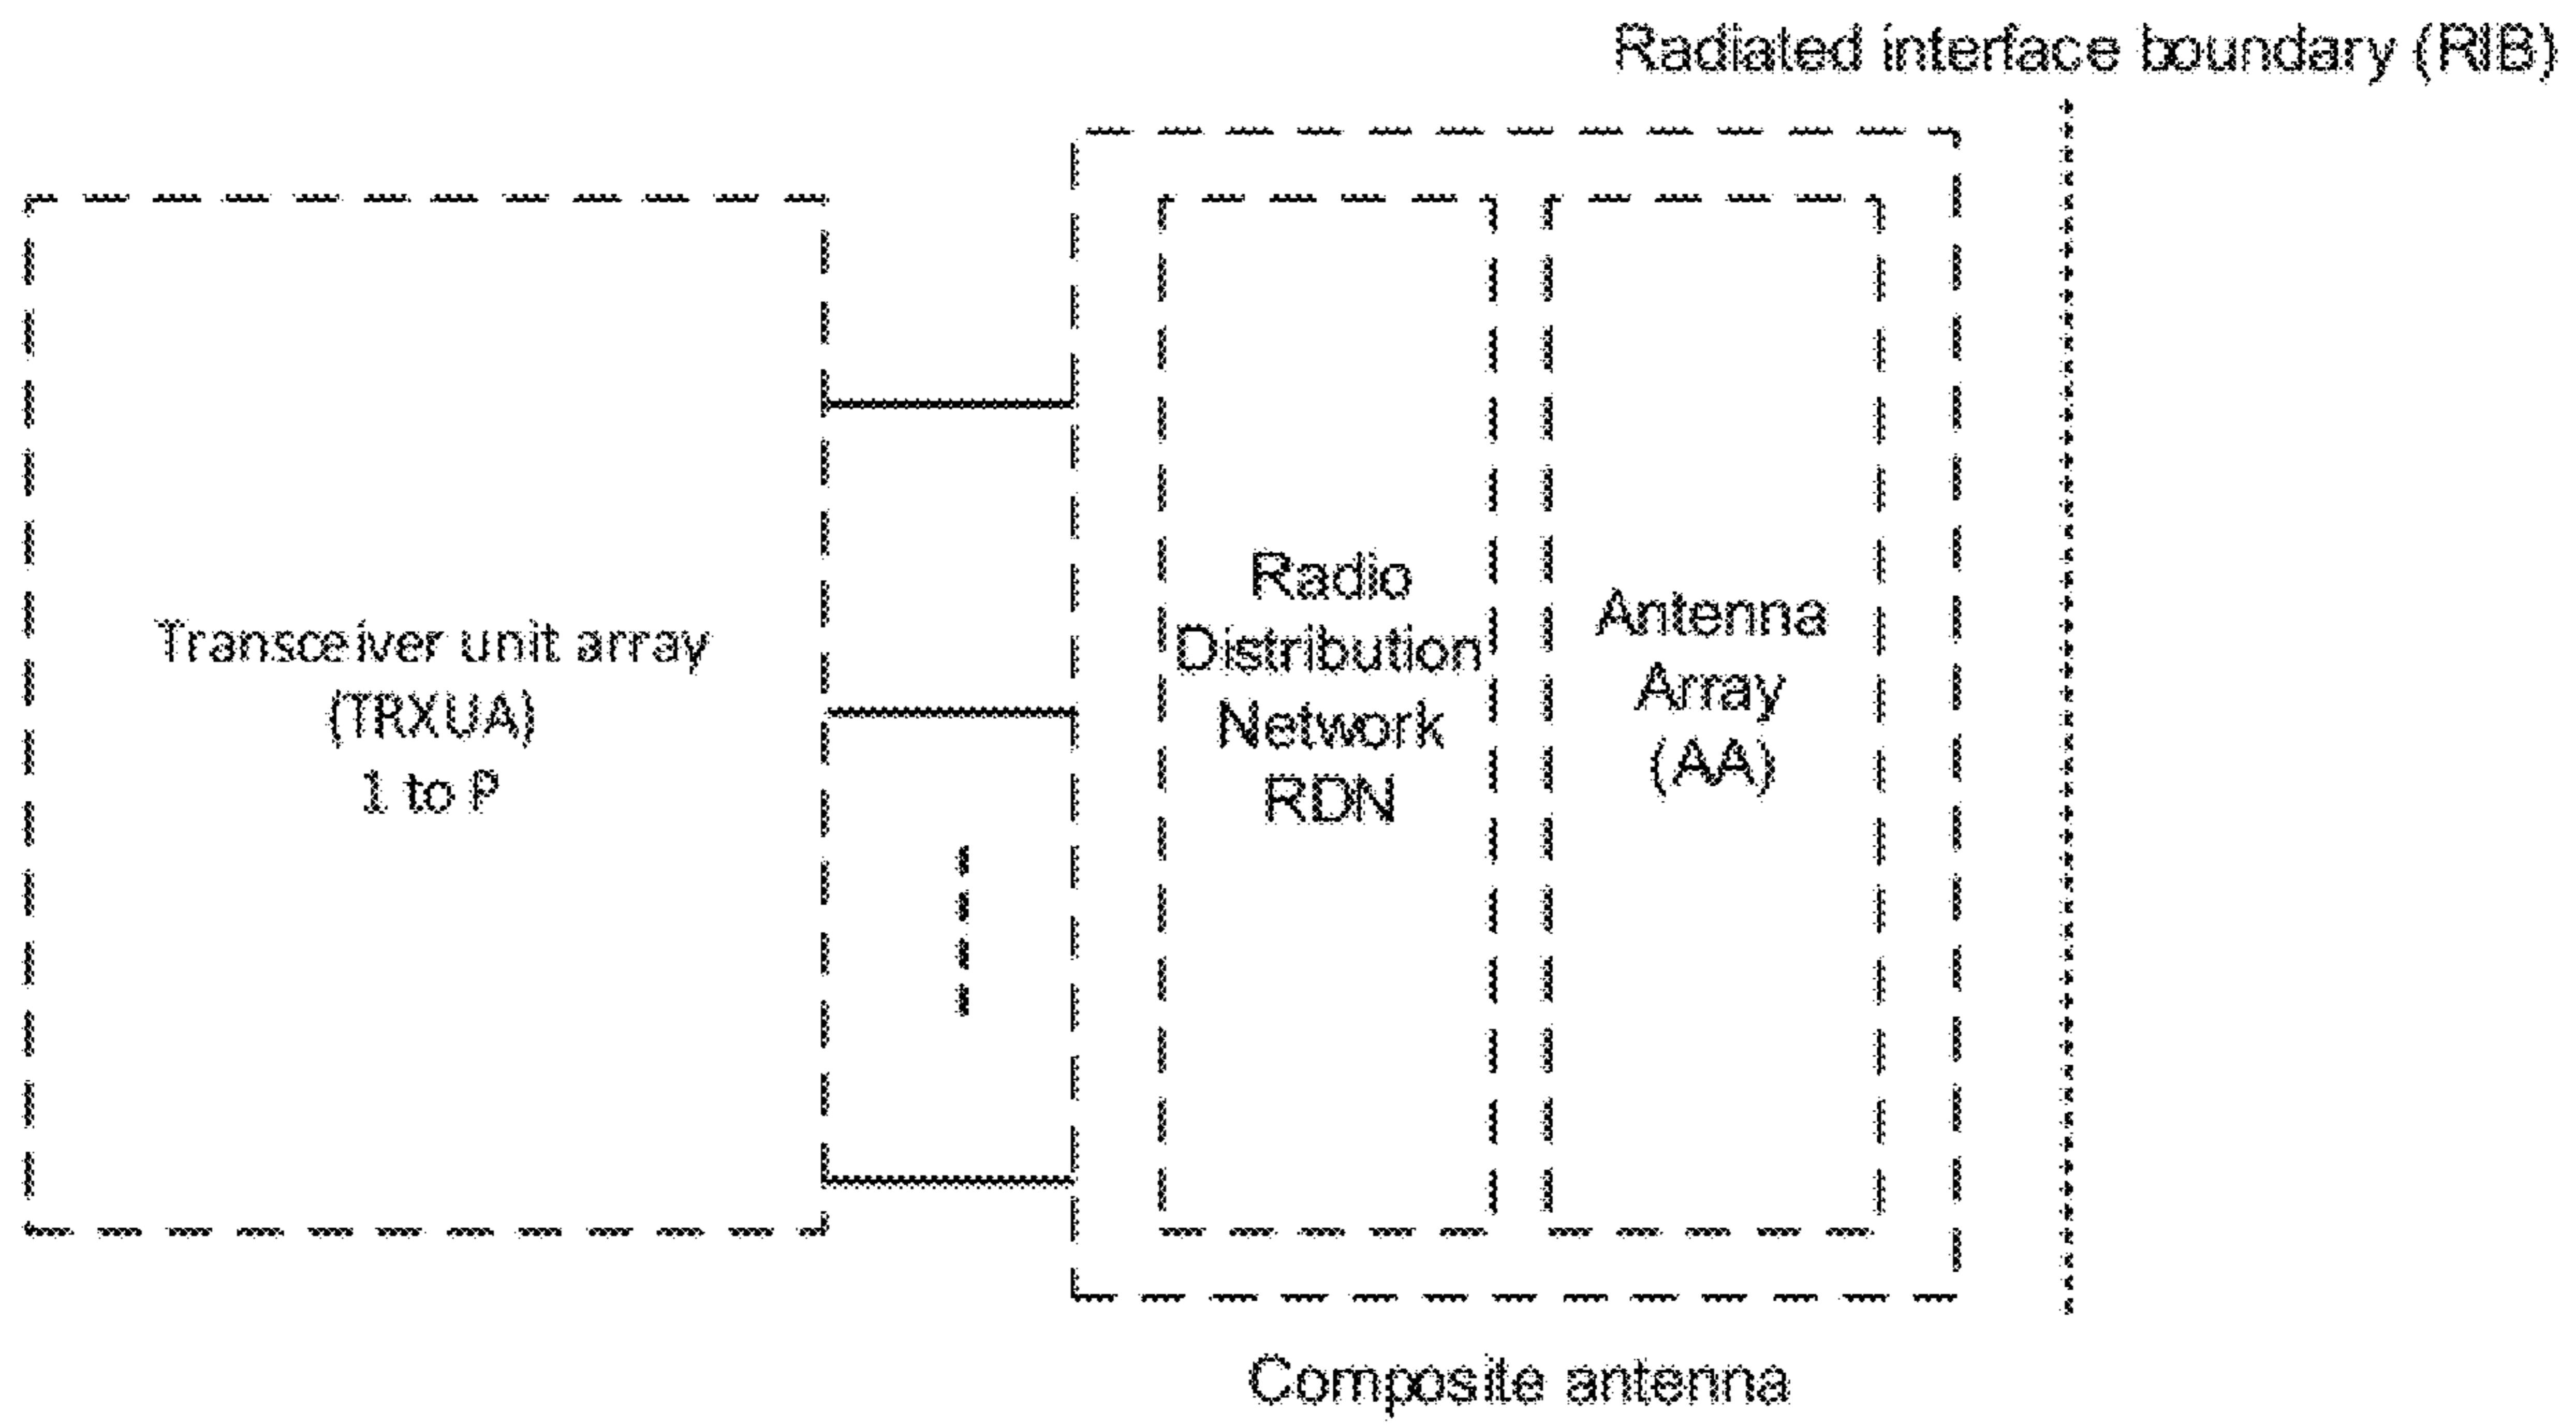 Radiated interface boundary (RIB)
Transceiver unit array
(TRXUA)
1 to P
Radio
Distribution
Network
RDN
Antenna
Array
(AA)
Composite antenna